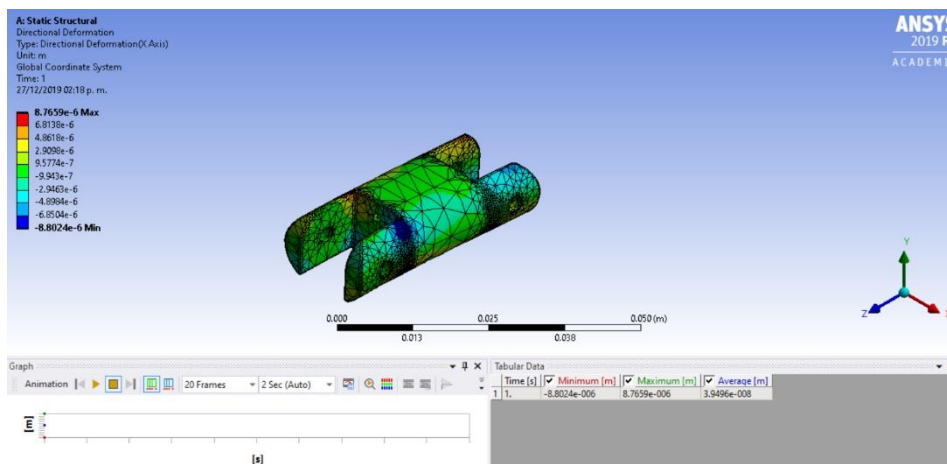 A: Static Structural
Directional Deformation
Type: Directional Deformation(X Axis)
Unit: m
Global Coordinate System
Time: 1
27/12/2019 02:18 p. m.
8.7659e-6 Max
6.8138e-6
4.8618e-6
2.9098e-6
9.5774e-7
-9.943e-7
-2.9463e-6
-4.8984e-6
-6.8504e-6
-8.8024e-6 Min
ANSYS
2019 R
ACADEMI
Y
Z
X
0.000
0.025
0.050 (m)
0.013
0.038
Graph
Animation
20 Frames
2 Sec (Auto)
[m]
[s]
Tabular Data
Time [s] Minimum [m] Maximum [m] Average [m]
1 1. -8.8024e-006 8.7659e-006 3.9496e-008